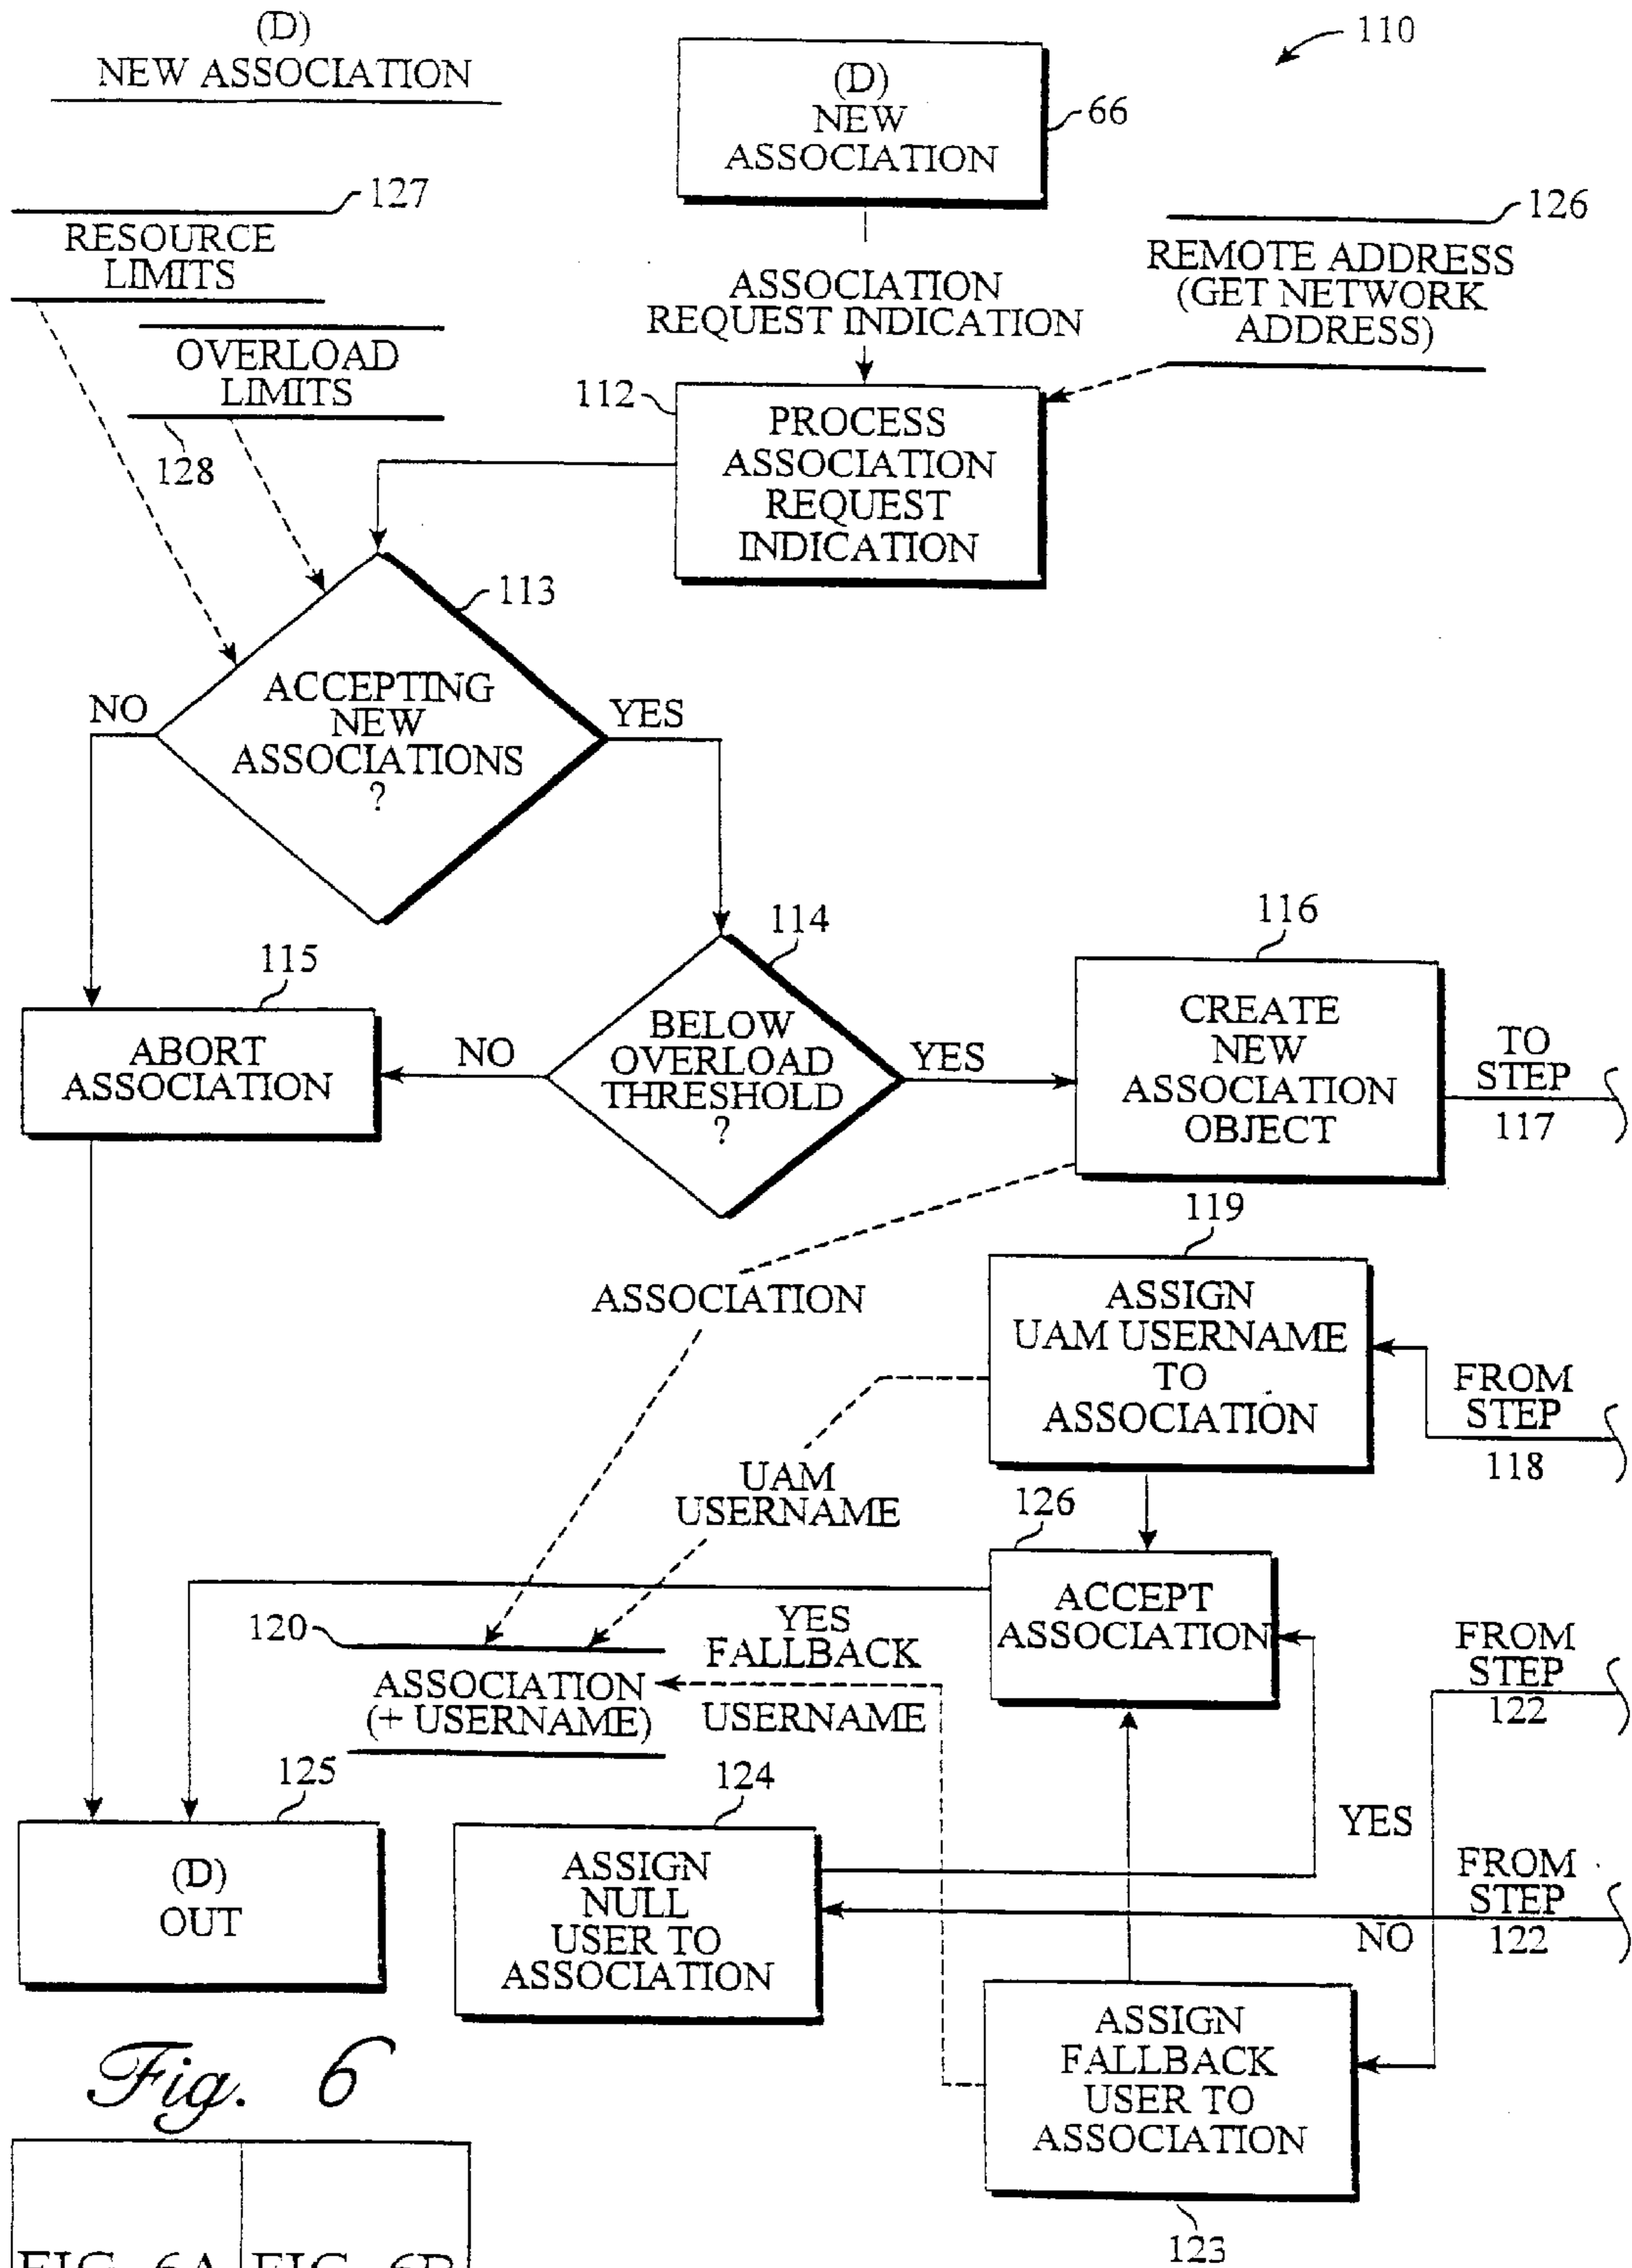 (D)
NEW ASSOCIATION
110
(D)
NEW
ASSOCIATION
66
127
RESOURCE
LIMITS
126
REMOTE ADDRESS
(GET NETWORK
ADDRESS)
ASSOCIATION
REQUEST INDICATION
OVERLOAD
LIMITS
128
112
PROCESS
ASSOCIATION
REQUEST
INDICATION
113
ACCEPTING
NEW
ASSOCIATIONS
?
NO
YES
114
BELOW
OVERLOAD
THRESHOLD
?
NO
YES
115
ABORT
ASSOCIATION
116
CREATE
NEW
ASSOCIATION
OBJECT
TO
STEP
117
119
ASSIGN
UAM USERNAME
TO
ASSOCIATION
FROM
STEP
118
ASSOCIATION
UAM
USERNAME
126
ACCEPT
ASSOCIATION
120
ASSOCIATION
(+ USERNAME)
YES
FALLBACK
USERNAME
FROM
STEP
122
125
(D)
OUT
124
ASSIGN
NULL
USER TO
ASSOCIATION
YES
FROM
STEP
122
NO
ASSIGN
FALLBACK
USER TO
ASSOCIATION
123
Fig. 6
FIG. 6A
FIG. 6B